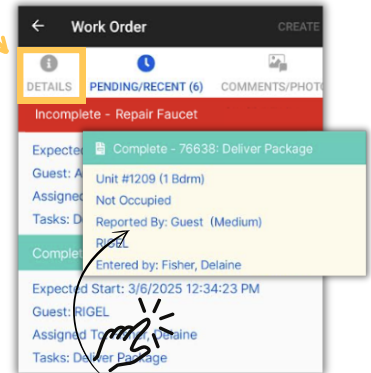 Work Order
CREATE
DETAILS
PENDING/RECENT (6)
COMMENTS/PHOTO
Incomplete - Repair Faucet
Expected
Guest: A
Assigned
Tasks: D
Complet
Complete - 76638: Deliver Package
Unit #1209 (1 Bdrm)
Not Occupied
Reported By: Guest (Medium)
RIGEL
Entered by: Fisher, Delaine
Expected Start: 3/6/2025 12:34:23 PM
Guest: RIGEL
Assigned To: Fisher, Delaine
Tasks: Deliver Package